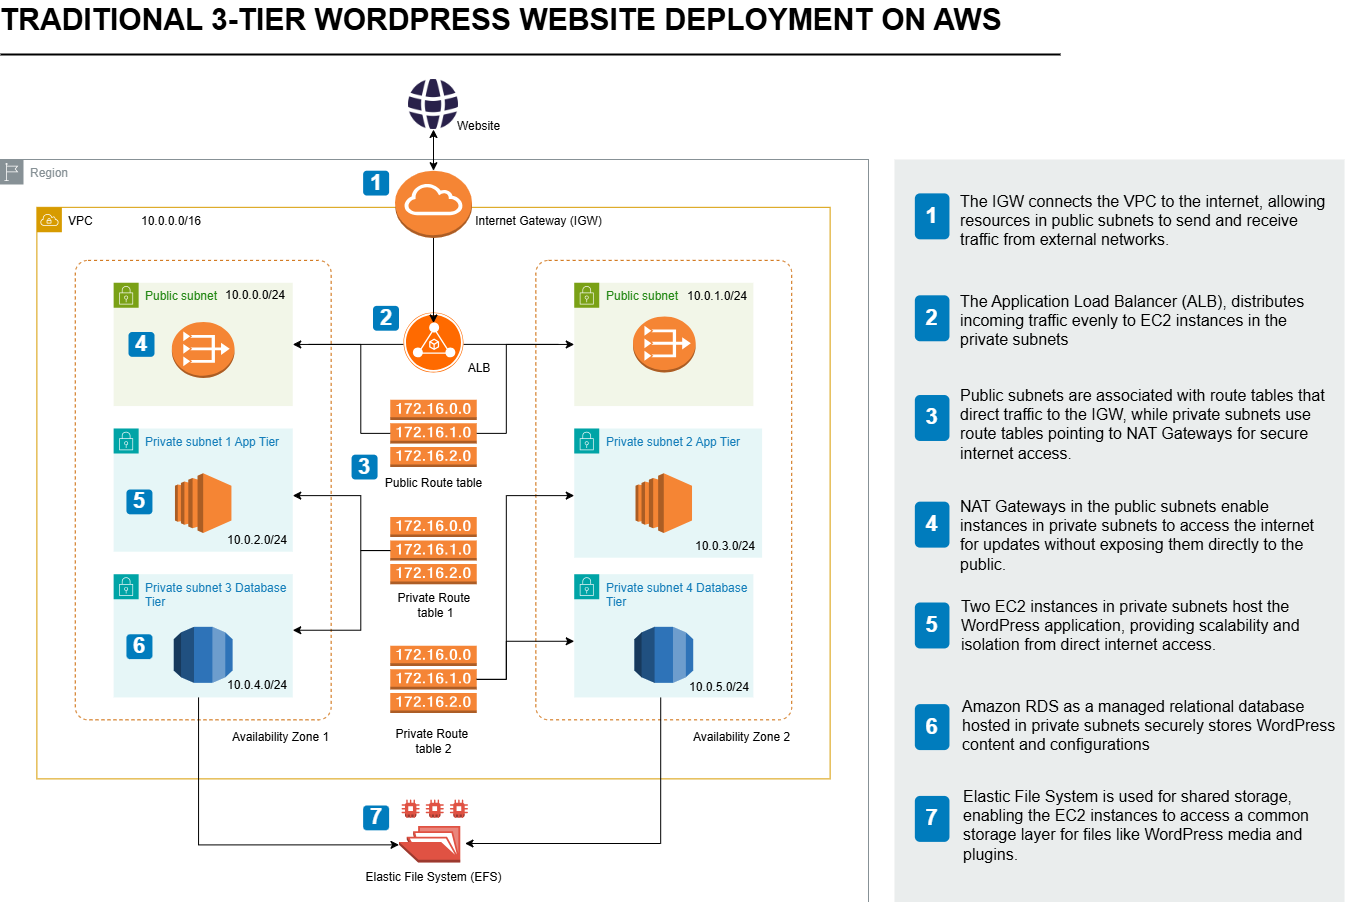 TRADITIONAL 3-TIER WORDPRESS WEBSITE DEPLOYMENT ON AWS
Website
Region
1
Internet Gateway (IGW)
VPC 10.0.0.0/16
Public subnet 10.0.0.0/24
2
Public subnet 10.0.1.0/24
4
ALB
172.16.0.0
172.16.1.0
172.16.2.0
3
Public Route table
Private subnet 1 App Tier
5
10.0.2.0/24
Private subnet 2 App Tier
10.0.3.0/24
172.16.0.0
172.16.1.0
172.16.2.0
Private Route
table 1
Private subnet 3 Database
Tier
6
10.0.4.0/24
Private subnet 4 Database
Tier
10.0.5.0/24
172.16.0.0
172.16.1.0
172.16.2.0
Private Route
table 2
Availability Zone 1
Availability Zone 2
7
Elastic File System (EFS)
1
The IGW connects the VPC to the internet, allowing
resources in public subnets to send and receive
traffic from external networks.
2
The Application Load Balancer (ALB), distributes
incoming traffic evenly to EC2 instances in the
private subnets
3
Public subnets are associated with route tables that
direct traffic to the IGW, while private subnets use
route tables pointing to NAT Gateways for secure
internet access.
4
NAT Gateways in the public subnets enable
instances in private subnets to access the internet
for updates without exposing them directly to the
public.
5
Two EC2 instances in private subnets host the
WordPress application, providing scalability and
isolation from direct internet access.
6
Amazon RDS as a managed relational database
hosted in private subnets securely stores WordPress
content and configurations
7
Elastic File System is used for shared storage,
enabling the EC2 instances to access a common
storage layer for files like WordPress media and
plugins.